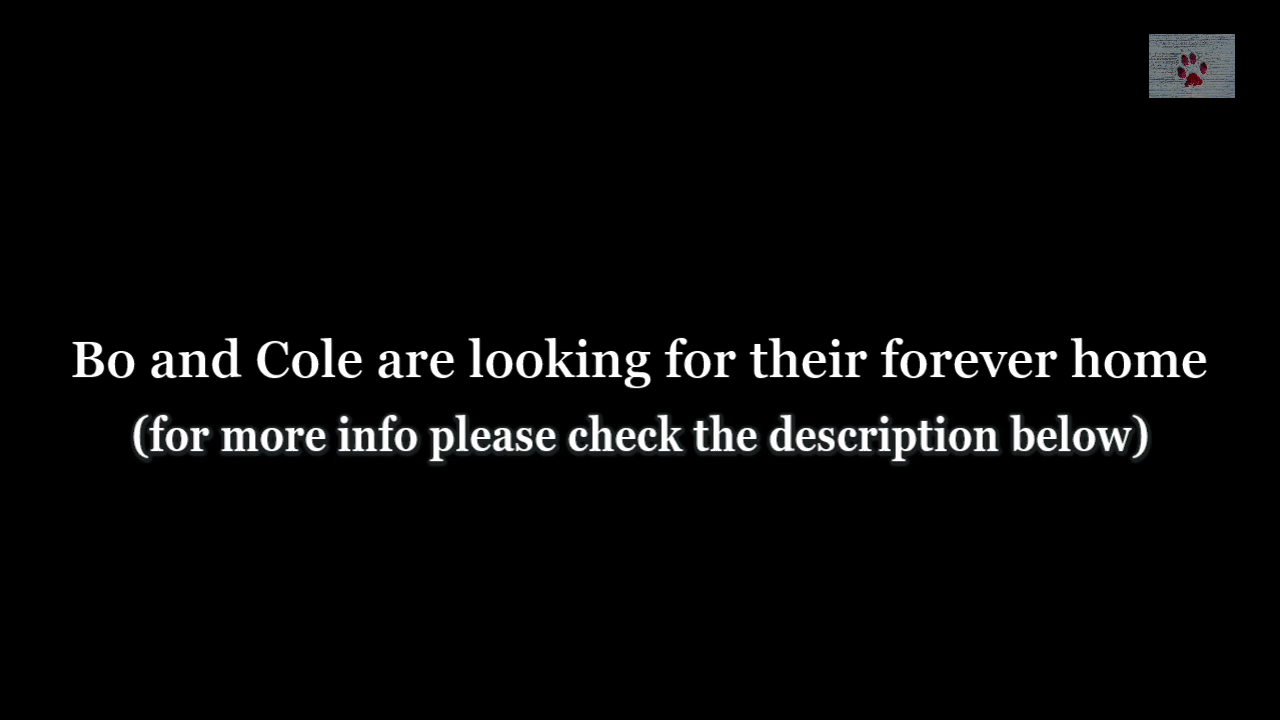 Bo and Cole are looking for their forever home
(for more info please check the description below)